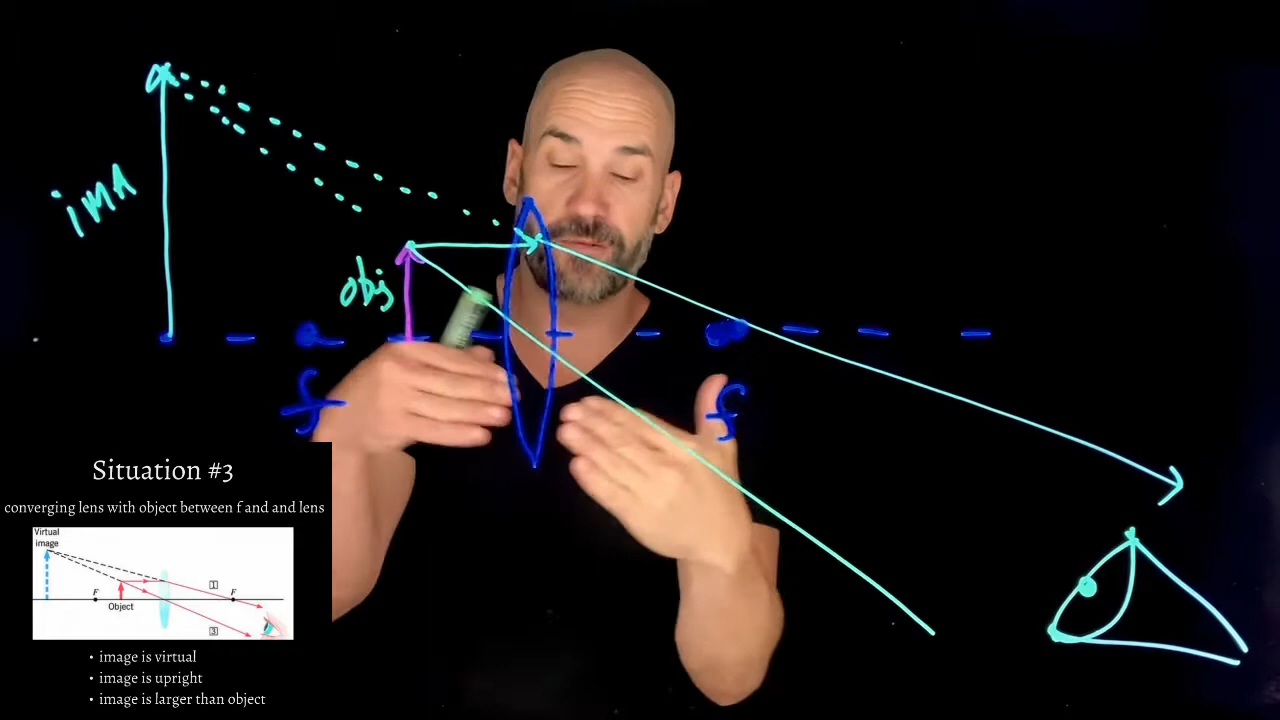 imA
obj
f
f
Situation #3
converging lens with object between f and and lens
Virtual
image
1
F
F
Object
3
• image is virtual
• image is upright
• image is larger than object